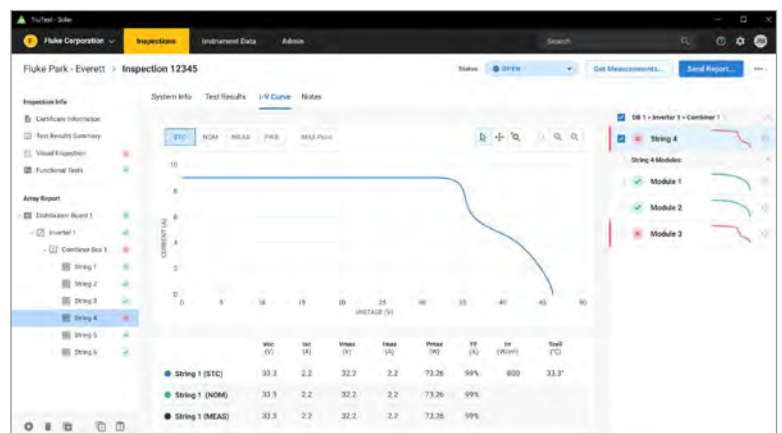 TruTest - Solar
F Fluke Corporation Inspections Instrument Data Admin Search
Fluke Park - Everett > Inspection 12345 Status OPEN Get Measurements... Send Report...
System Info Test Results I-V Curve Notes
Inspection Info
Certificate Information
Test Results Summary
Visual Inspection
Functional Tests
Array Report
Distribution Board 1
Inverter 1
Combiner Box 1
String 1
String 2
String 3
String 4
String 5
String 6
STC NOM MEAS PWR MAX Point
CURRENT (A)
10
8
6
4
2
0
0 5 10 15 20 25 30 35 40 45 50
VOLTAGE (V)
DB 1 > Inverter 1 > Combiner 1
String 4
String 4 Modules:
Module 1
Module 2
Module 3
Voc Isc Vmax Imax Pmax FF Irr Tcell
(V) (A) (V) (A) (W) (%) (W/m²) (°C)
String 1 (STC) 33.3 2.2 32.2 2.2 73.26 99% 800 33.3°
String 1 (NOM) 33.3 2.2 32.2 2.2 73.26 99%
String 1 (MEAS) 33.3 2.2 32.2 2.2 73.26 99%